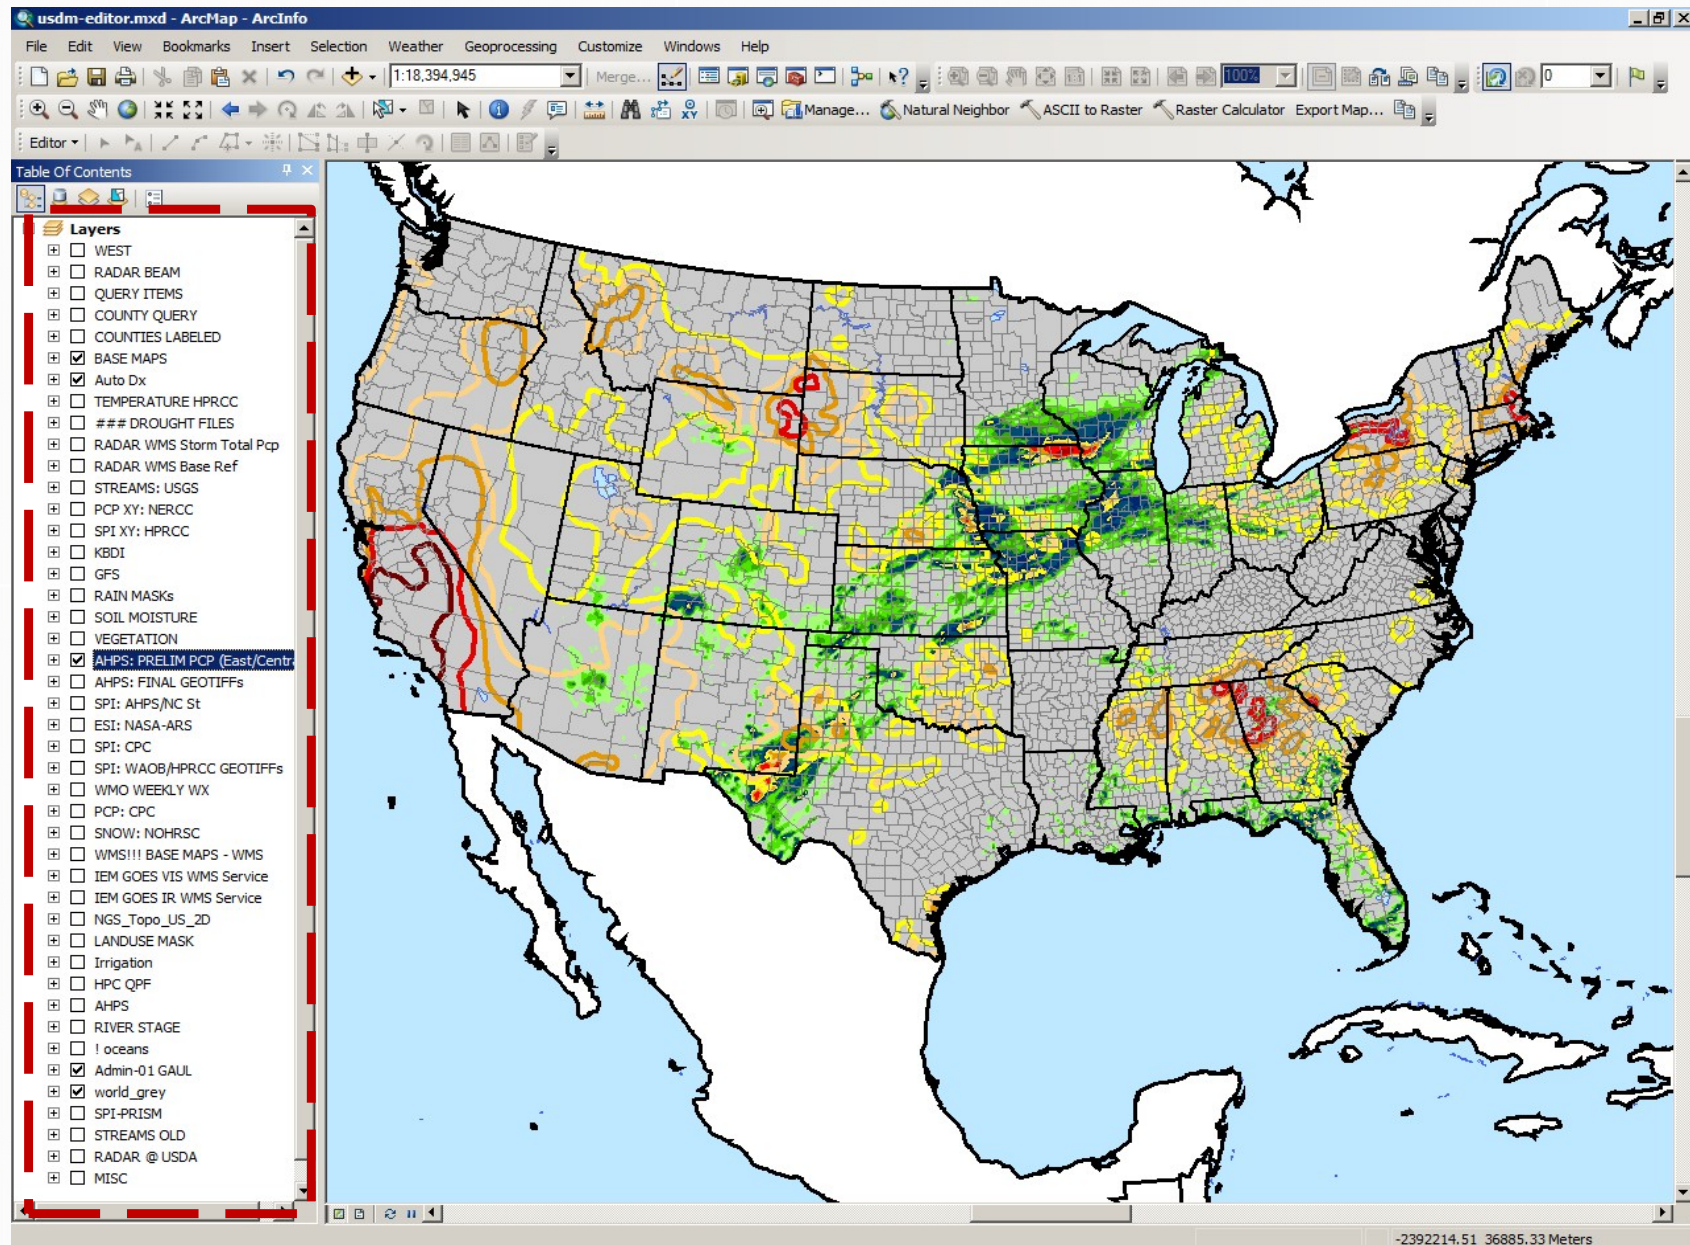 usdm-editor.mxd - ArcMap - ArcInfo
File Edit View Bookmarks Insert Selection Weather Geoprocessing Customize Windows Help
1:18,394,945 Merge... 100% 0
Manage... Natural Neighbor ASCII to Raster Raster Calculator Export Map...
Editor
Table Of Contents
Layers
WEST
RADAR BEAM
QUERY ITEMS
COUNTY QUERY
COUNTIES LABELED
BASE MAPS
Auto Dx
TEMPERATURE HPRCC
### DROUGHT FILES
RADAR WMS Storm Total Pcp
RADAR WMS Base Ref
STREAMS: USGS
PCP XY: NERCC
SPI XY: HPRCC
KBDI
GFS
RAIN MASKs
SOIL MOISTURE
VEGETATION
AHPS: PRELIM PCP (East/Centra
AHPS: FINAL GEOTIFFs
SPI: AHPS/NC St
ESI: NASA-ARS
SPI: CPC
SPI: WAOB/HPRCC GEOTIFFs
WMO WEEKLY WX
PCP: CPC
SNOW: NOHRSC
WMS!!! BASE MAPS - WMS
IEM GOES VIS WMS Service
IEM GOES IR WMS Service
NGS_Topo_US_2D
LANDUSE MASK
Irrigation
HPC QPF
AHPS
RIVER STAGE
! oceans
Admin-01 GAUL
world_grey
SPI-PRISM
STREAMS OLD
RADAR @ USDA
MISC
-2392214.51 36885.33 Meters